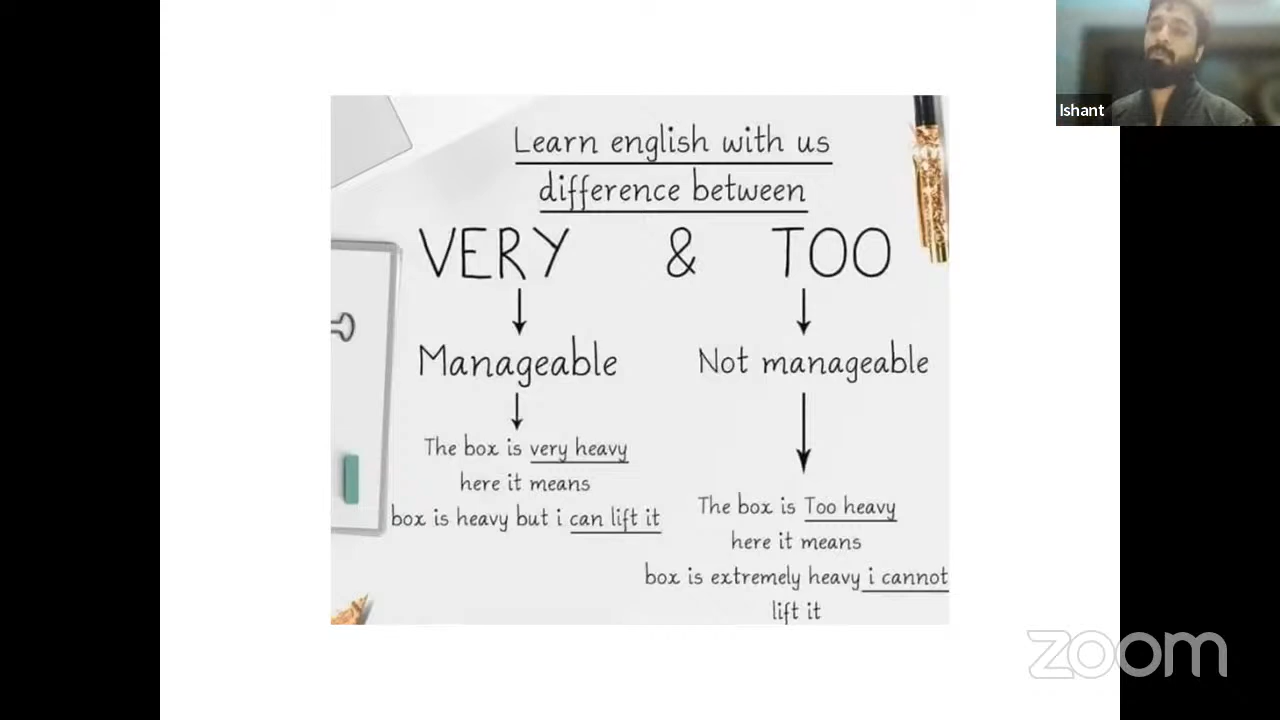 Ishant
Learn english with us
difference between
VERY & TOO
Manageable
Not manageable
The box is very heavy
here it means
box is heavy but i can lift it
The box is Too heavy
here it means
box is extremely heavy i cannot
lift it
zoom